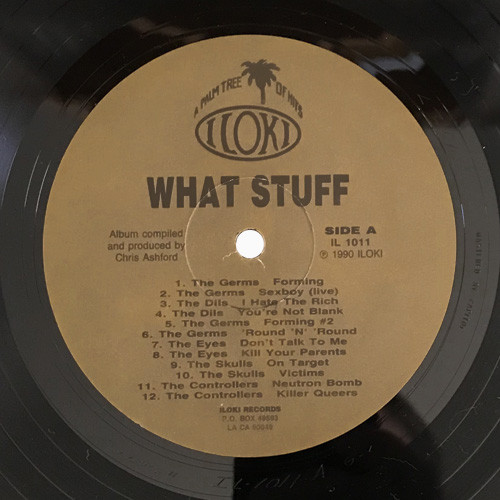 A PALM TREE OF HITS
ILOKI
WHAT STUFF
Album compiled
and produced by
Chris Ashford
SIDE A
IL 1011
℗ 1990 ILOKI
1. The Germs Forming
2. The Germs Sexboy (live)
3. The Dils I Hate The Rich
4. The Dils You're Not Blank
5. The Germs Forming #2
6. The Germs 'Round 'N' 'Round
7. The Eyes Don't Talk To Me
8. The Eyes Kill Your Parents
9. The Skulls On Target
10. The Skulls Victims
11. The Controllers Neutron Bomb
12. The Controllers Killer Queers
ILOKI RECORDS
P.O. BOX
LA CA